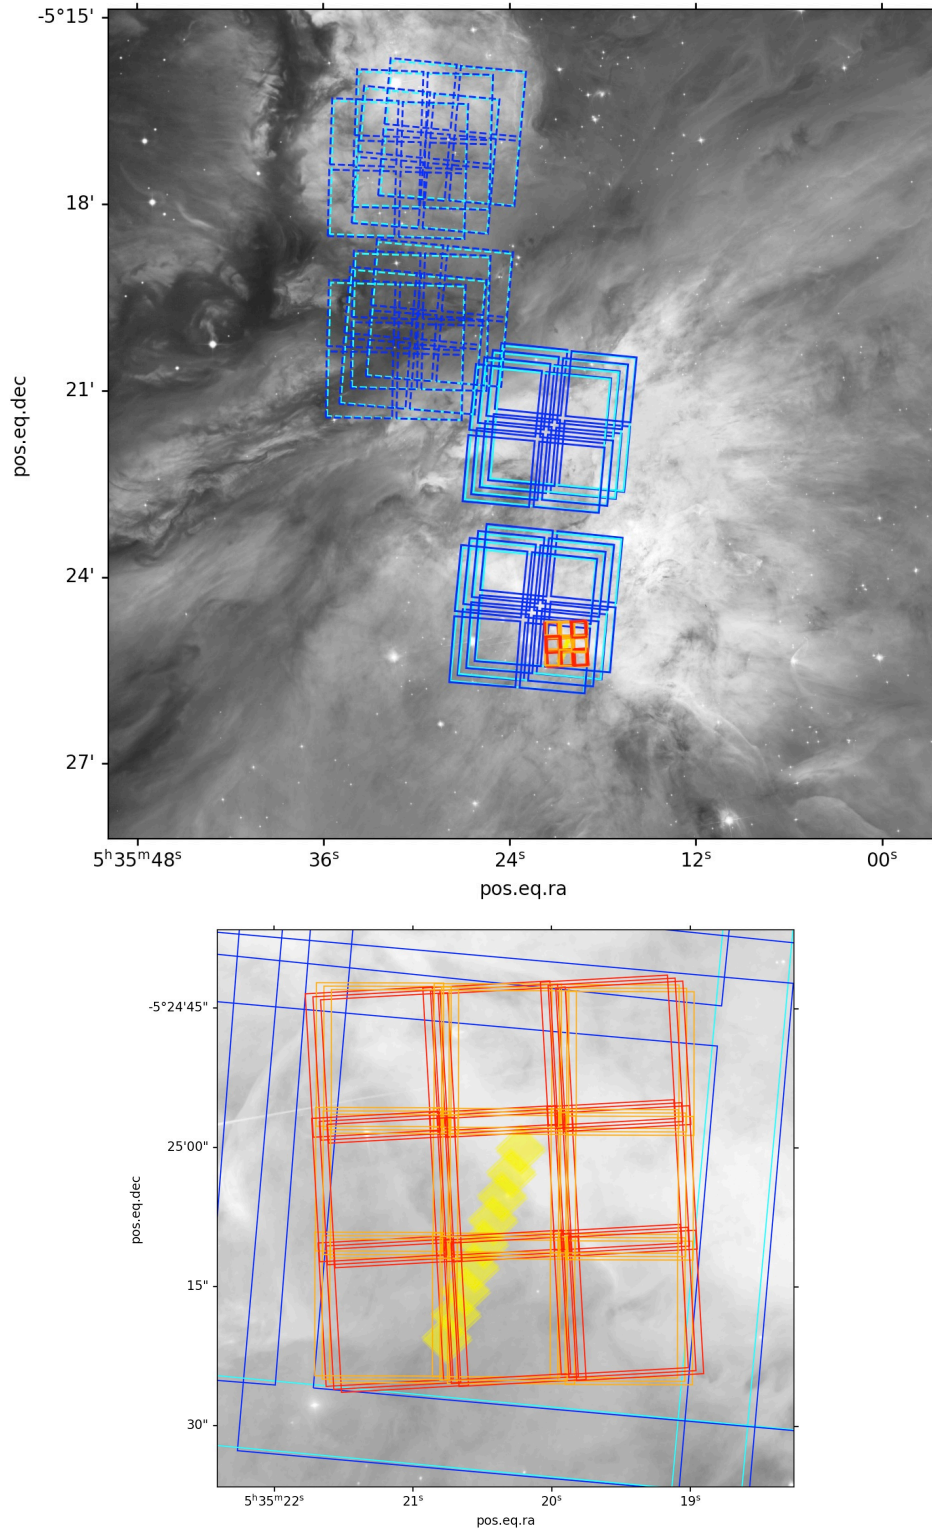 -5°15'
18'
21'
24'
27'
pos.eq.dec
5ʰ35ᵐ48ˢ 36ˢ 24ˢ 12ˢ 00ˢ
pos.eq.ra
-5°24'45"
25'00"
15"
30"
pos.eq.dec
5ʰ35ᵐ22ˢ 21ˢ 20ˢ 19ˢ
pos.eq.ra